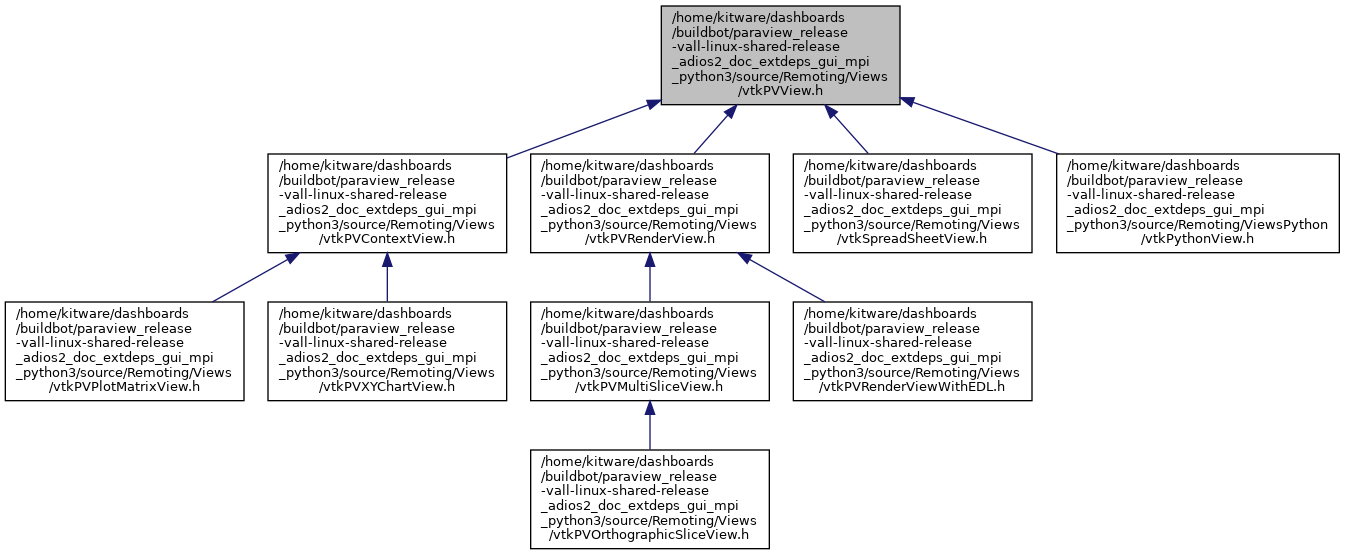 /home/kitware/dashboards
/buildbot/paraview_release
-vall-linux-shared-release
_adios2_doc_extdeps_gui_mpi
_python3/source/Remoting/Views
/vtkPVView.h
/home/kitware/dashboards
/buildbot/paraview_release
-vall-linux-shared-release
_adios2_doc_extdeps_gui_mpi
_python3/source/Remoting/Views
/vtkPVContextView.h
/home/kitware/dashboards
/buildbot/paraview_release
-vall-linux-shared-release
_adios2_doc_extdeps_gui_mpi
_python3/source/Remoting/Views
/vtkPVRenderView.h
/home/kitware/dashboards
/buildbot/paraview_release
-vall-linux-shared-release
_adios2_doc_extdeps_gui_mpi
_python3/source/Remoting/Views
/vtkSpreadSheetView.h
/home/kitware/dashboards
/buildbot/paraview_release
-vall-linux-shared-release
_adios2_doc_extdeps_gui_mpi
_python3/source/Remoting/ViewsPython
/vtkPythonView.h
/home/kitware/dashboards
/buildbot/paraview_release
-vall-linux-shared-release
_adios2_doc_extdeps_gui_mpi
_python3/source/Remoting/Views
/vtkPVPlotMatrixView.h
/home/kitware/dashboards
/buildbot/paraview_release
-vall-linux-shared-release
_adios2_doc_extdeps_gui_mpi
_python3/source/Remoting/Views
/vtkPVXYChartView.h
/home/kitware/dashboards
/buildbot/paraview_release
-vall-linux-shared-release
_adios2_doc_extdeps_gui_mpi
_python3/source/Remoting/Views
/vtkPVMultiSliceView.h
/home/kitware/dashboards
/buildbot/paraview_release
-vall-linux-shared-release
_adios2_doc_extdeps_gui_mpi
_python3/source/Remoting/Views
/vtkPVRenderViewWithEDL.h
/home/kitware/dashboards
/buildbot/paraview_release
-vall-linux-shared-release
_adios2_doc_extdeps_gui_mpi
_python3/source/Remoting/Views
/vtkPVOrthographicSliceView.h